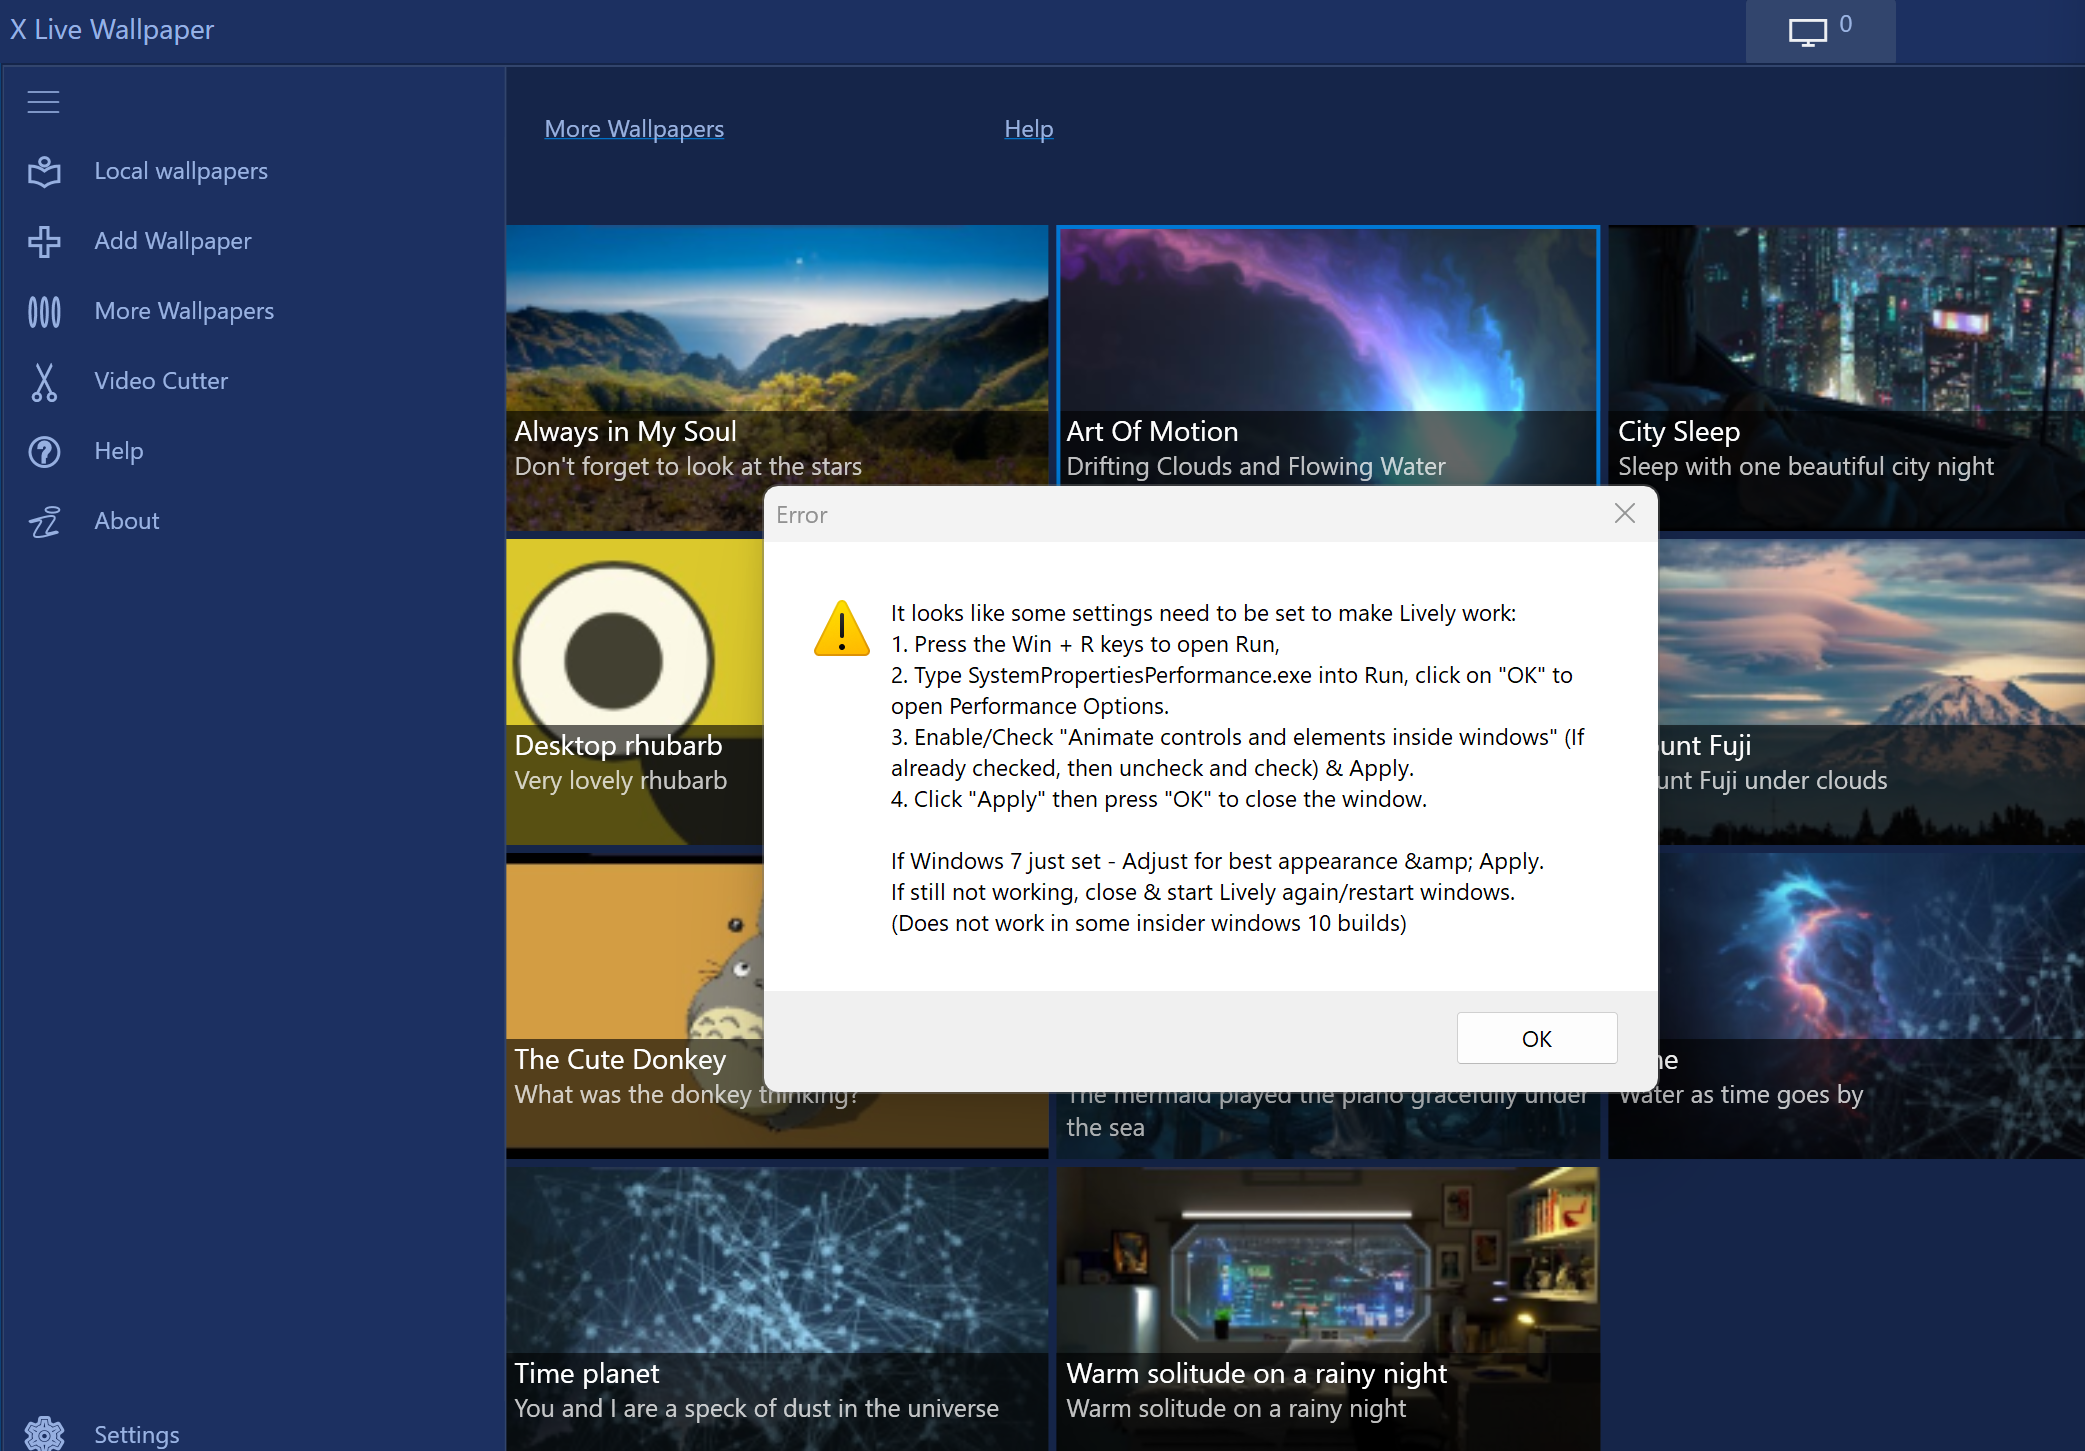 X Live Wallpaper
0
Local wallpapers
Add Wallpaper
More Wallpapers
Video Cutter
Help
About
Settings
More Wallpapers
Help
Always in My Soul
Don't forget to look at the stars
Art Of Motion
Drifting Clouds and Flowing Water
City Sleep
Sleep with one beautiful city night
Error
It looks like some settings need to be set to make Lively work:
1. Press the Win + R keys to open Run,
2. Type SystemPropertiesPerformance.exe into Run, click on "OK" to
open Performance Options.
3. Enable/Check "Animate controls and elements inside windows" (If
already checked, then uncheck and check) & Apply.
4. Click "Apply" then press "OK" to close the window.
If Windows 7 just set - Adjust for best appearance &amp; Apply.
If still not working, close & start Lively again/restart windows.
(Does not work in some insider windows 10 builds)
OK
Desktop rhubarb
Very lovely rhubarb
Fuji
Fuji under clouds
The Cute Donkey
What was the donkey thinking?
The mermaid played the piano gracefully under
the sea
Water as time goes by
Time planet
You and I are a speck of dust in the universe
Warm solitude on a rainy night
Warm solitude on a rainy night